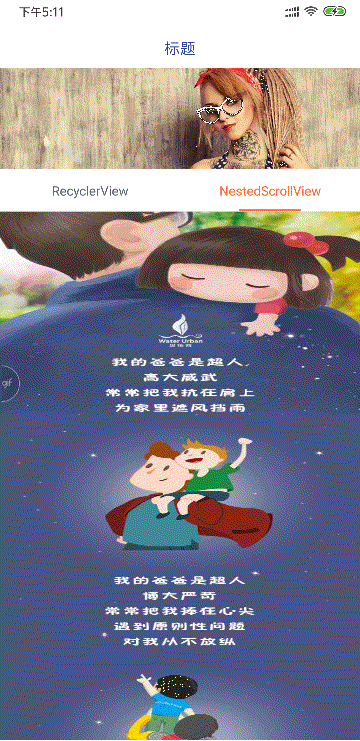 下午5:11
标题
RecyclerView
NestedScrollView
Water Urban
gif
我的爸爸是超人,
高大威武
常常把我抗在肩上
为家里遮风挡雨
我的爸爸是超人
博大严苛
常常把我捧在心尖
遇到原则性问题
对我从不放纵